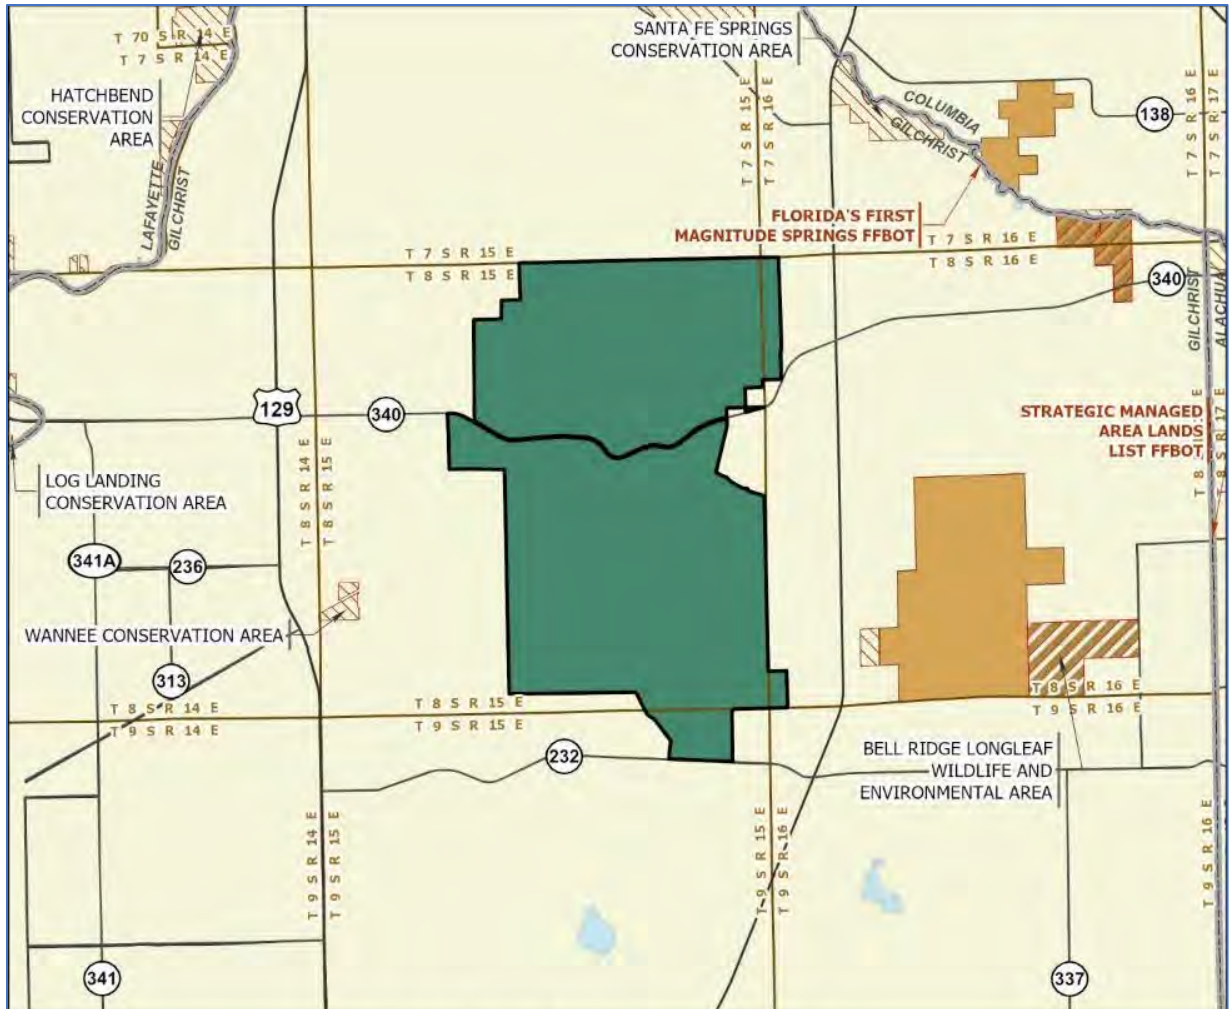 T 70 S R 14 E
T 7 S R 14 E
HATCHBEND
CONSERVATION
AREA
LAFAYETTE
GILCHRIST
SANTA FE SPRINGS
CONSERVATION AREA
T 7 S R 15 E
T 7 S R 16 E
COLUMBIA
GILCHRIST
138
T 7 S R 16 E
T 7 S R 17 E
FLORIDA'S FIRST
MAGNITUDE SPRINGS FFBOT
T 7 S R 15 E
T 8 S R 15 E
T 7 S R 16 E
T 8 S R 16 E
340
GILCHRIST
ALACHUA
129
340
STRATEGIC MANAGED
AREA LANDS
LIST FFBOT
T 8 S R 14 E
T 8 S R 15 E
LOG LANDING
CONSERVATION AREA
341A
236
WANNEE CONSERVATION AREA
313
T 8 S R 14 E
T 9 S R 14 E
T 8 S R 15 E
T 9 S R 15 E
T 8 S R 16 E
T 9 S R 16 E
232
BELL RIDGE LONGLEAF
WILDLIFE AND
ENVIRONMENTAL AREA
T 9 S R 14 E
T 9 S R 15 E
T 9 S R 15 E
T 9 S R 16 E
T 9 S R 16 E
341
337